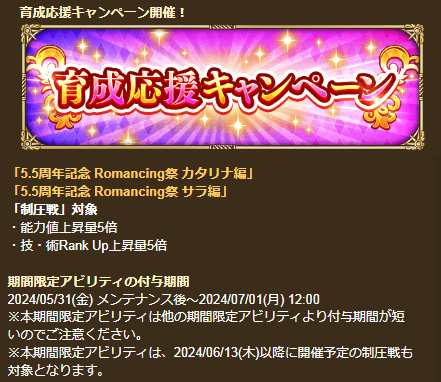 育成応援キャンペーン開催！
育成応援キャンペーン
「5.5周年記念 Romancing祭 カタリナ編」
「5.5周年記念 Romancing祭 サラ編」
「制圧戦」対象
・能力値上昇量5倍
・技・術Rank Up上昇量5倍
期間限定アビリティの付与期間
2024/05/31(金) メンテナンス後～2024/07/01(月) 12:00
※本期間限定アビリティは他の期間限定アビリティより付与期間が短
いのでご注意ください。
※本期間限定アビリティは、2024/06/13(木)以降に開催予定の制圧戦も
対象となります。